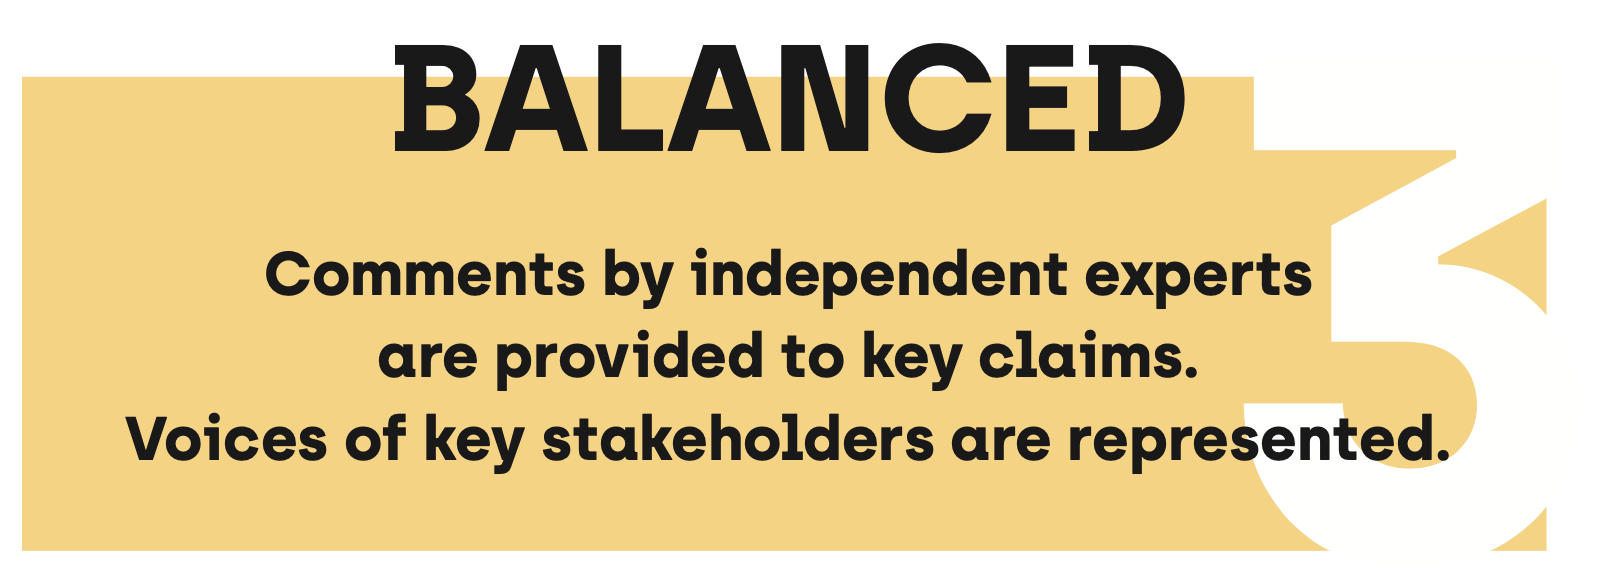 BALANCED
Comments by independent experts
are provided to key claims.
Voices of key stakeholders are represented.
3